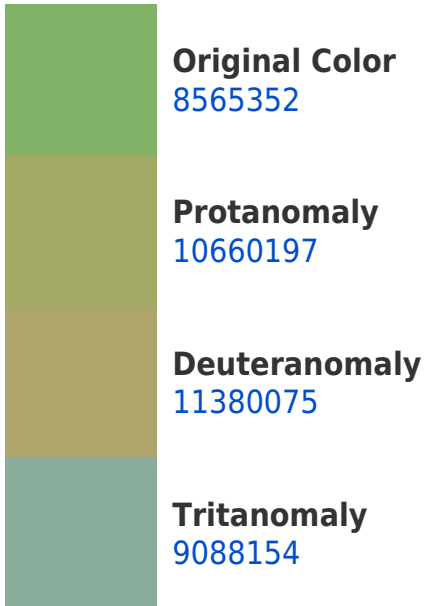 Original Color
8565352
Protanomaly
10660197
Deuteranomaly
11380075
Tritanomaly
9088154